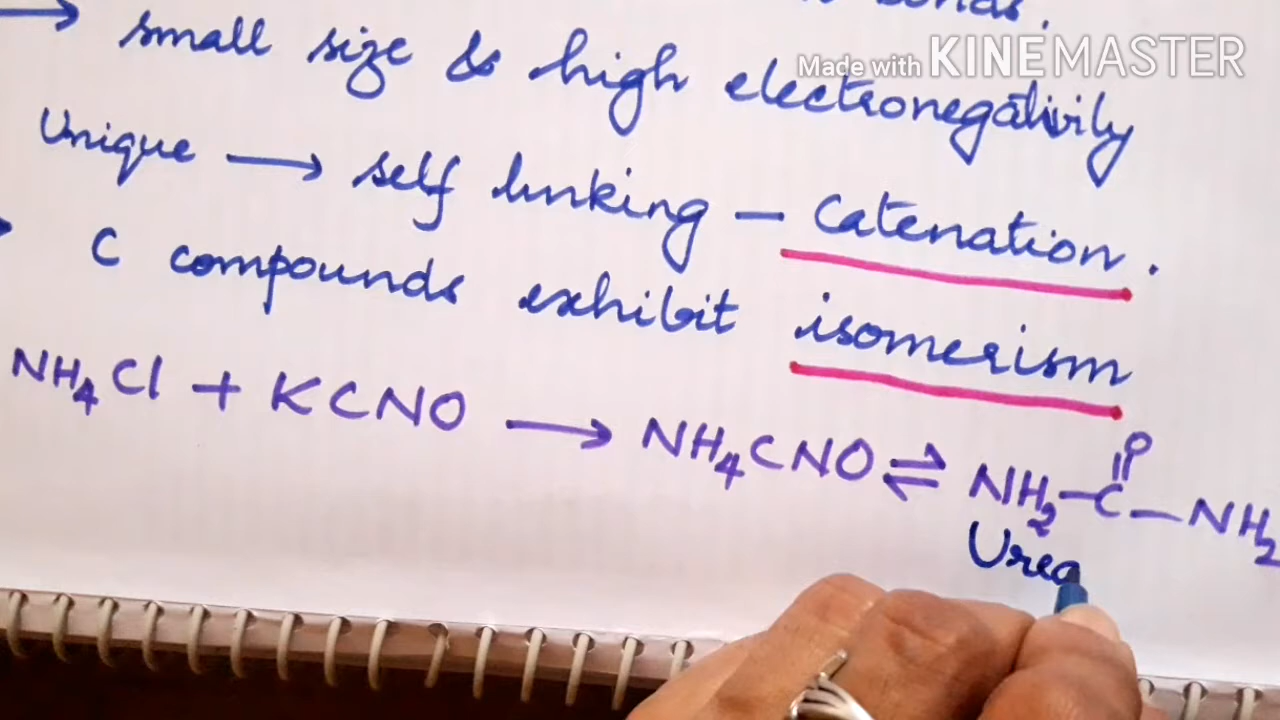 bonds.
Made with KINEMASTER
→ small size & high electronegativity
Unique → self linking – Catenation.
C compounds exhibit isomerism
NH₄Cl + KCNO → NH₄CNO ⇌ NH₂–C(=O)–NH₂
Urea